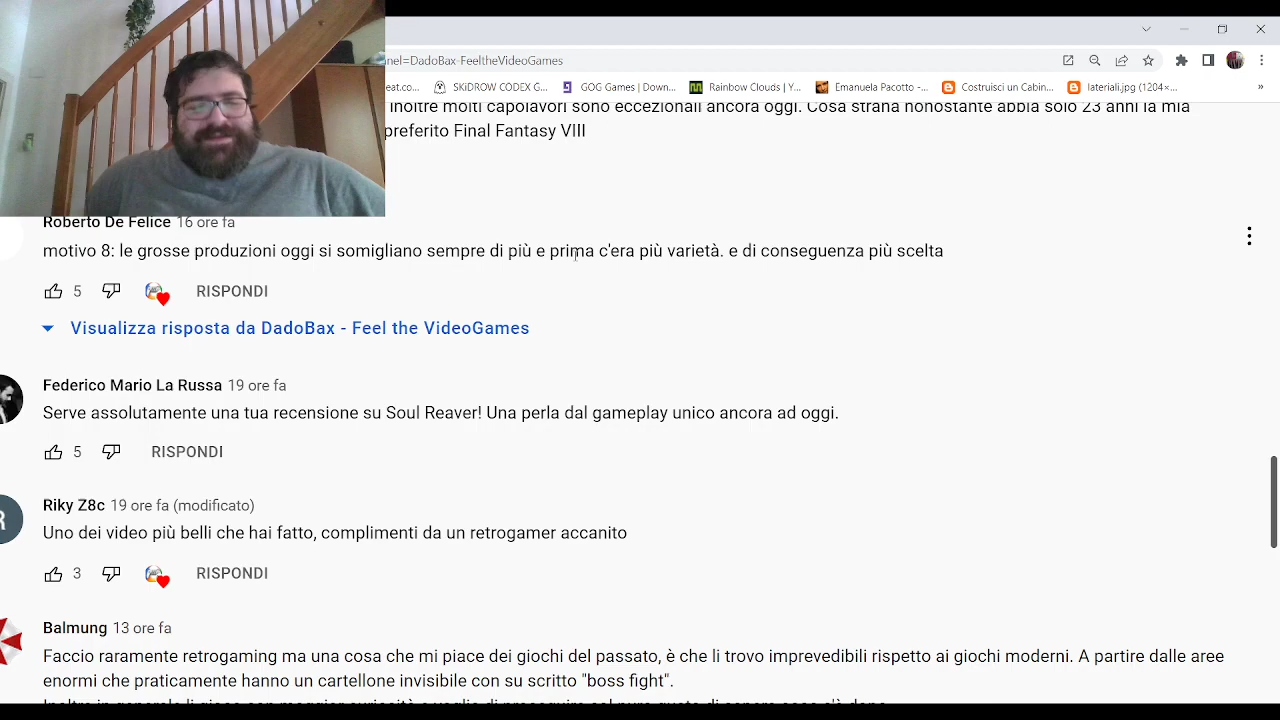 nel=DadoBax-FeeltheVideoGames
eat.co... SKiDROW CODEX G... GOG Games | Down... Rainbow Clouds | Y... Emanuela Pacotto -... Costruisci un Cabin... lateriali.jpg (1204×... »
inoltre molti capolavori sono eccezionali ancora oggi. Cosa strana nonostante abbia solo 23 anni la mia
preferito Final Fantasy VIII
Roberto De Felice 16 ore fa
motivo 8: le grosse produzioni oggi si somigliano sempre di più e prima c'era più varietà. e di conseguenza più scelta
5 RISPONDI
Visualizza risposta da DadoBax - Feel the VideoGames
Federico Mario La Russa 19 ore fa
Serve assolutamente una tua recensione su Soul Reaver! Una perla dal gameplay unico ancora ad oggi.
5 RISPONDI
R
Riky Z8c 19 ore fa (modificato)
Uno dei video più belli che hai fatto, complimenti da un retrogamer accanito
3 RISPONDI
Balmung 13 ore fa
Faccio raramente retrogaming ma una cosa che mi piace dei giochi del passato, è che li trovo imprevedibili rispetto ai giochi moderni. A partire dalle aree
enormi che praticamente hanno un cartellone invisibile con su scritto "boss fight".